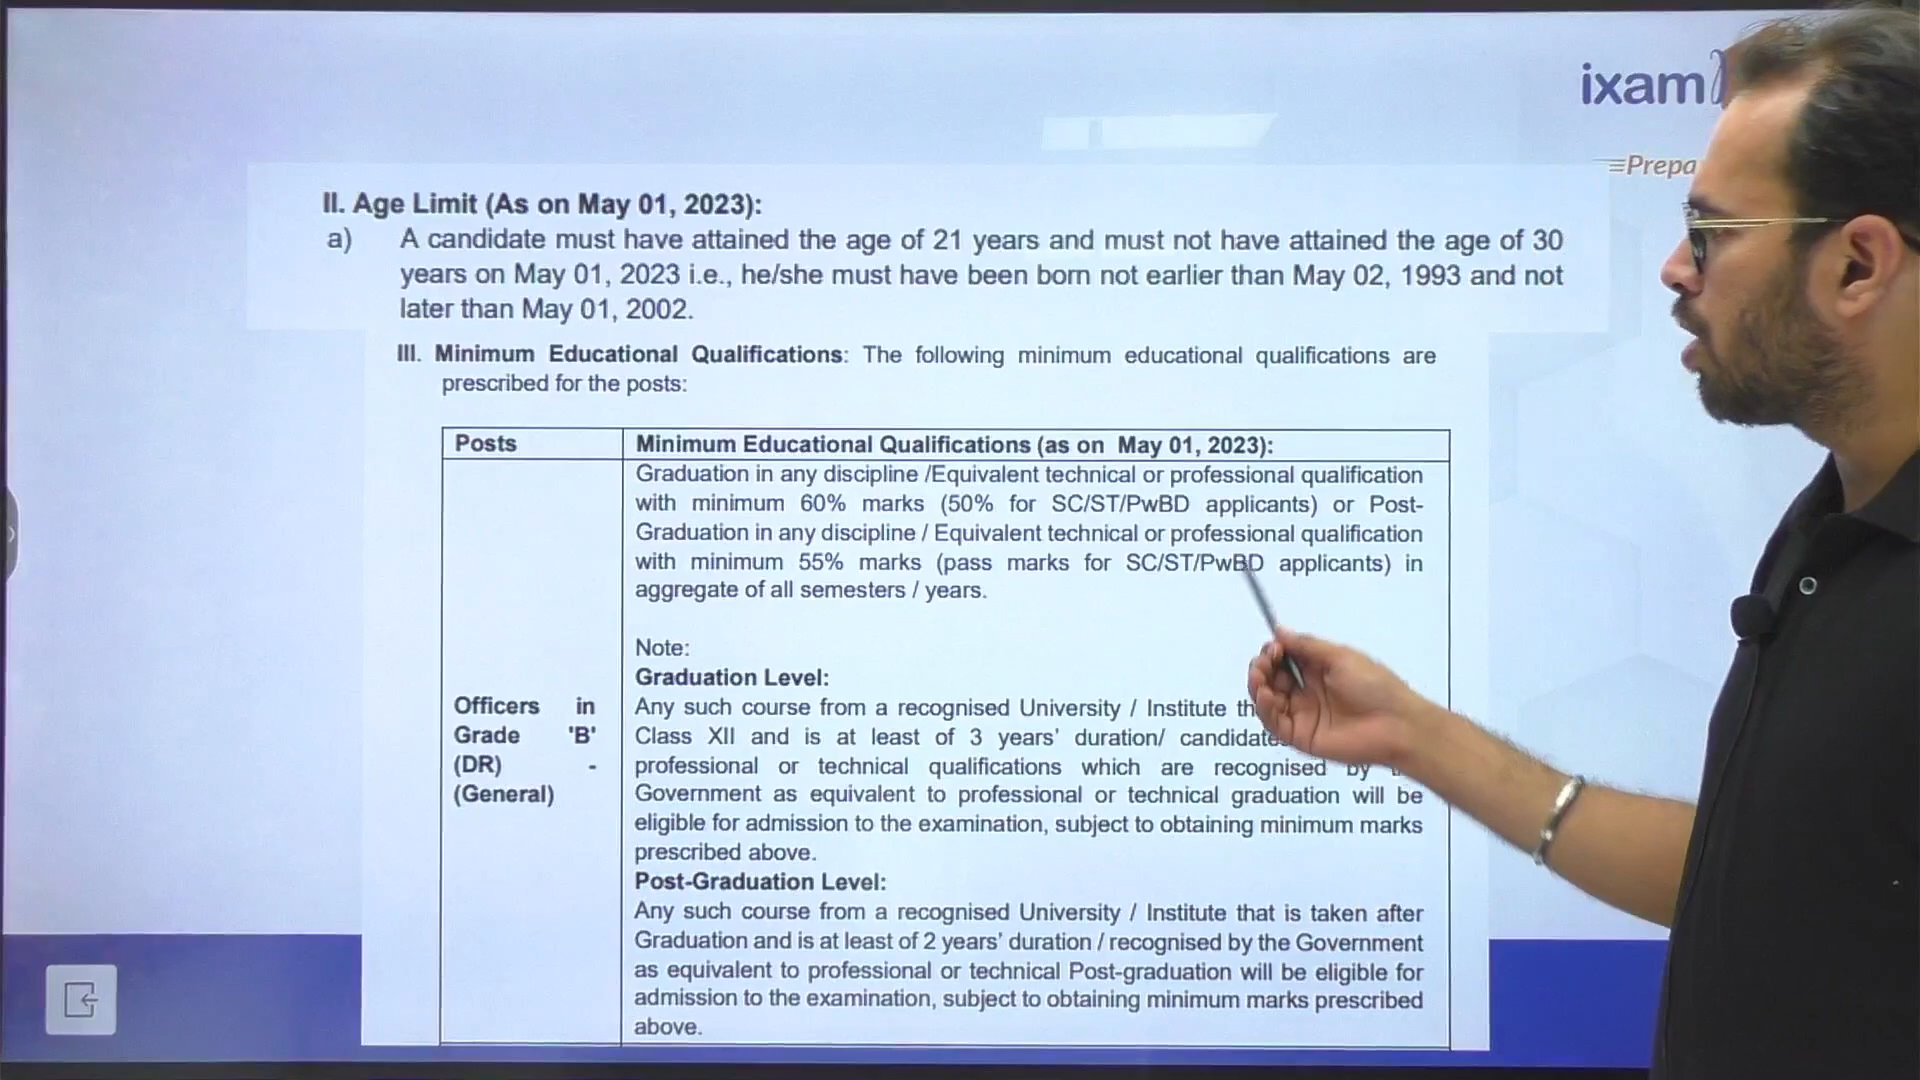 ixam
Prepa
II. Age Limit (As on May 01, 2023):
a) A candidate must have attained the age of 21 years and must not have attained the age of 30
years on May 01, 2023 i.e., he/she must have been born not earlier than May 02, 1993 and not
later than May 01, 2002.
III. Minimum Educational Qualifications: The following minimum educational qualifications are
prescribed for the posts:
Posts
Minimum Educational Qualifications (as on May 01, 2023):
Officers in
Grade 'B'
(DR) -
(General)
Graduation in any discipline /Equivalent technical or professional qualification
with minimum 60% marks (50% for SC/ST/PwBD applicants) or Post-
Graduation in any discipline / Equivalent technical or professional qualification
with minimum 55% marks (pass marks for SC/ST/PwBD applicants) in
aggregate of all semesters / years.
Note:
Graduation Level:
Any such course from a recognised University / Institute
Class XII and is at least of 3 years' duration/
professional or technical qualifications which are recognised by
Government as equivalent to professional or technical graduation will be
eligible for admission to the examination, subject to obtaining minimum marks
prescribed above.
Post-Graduation Level:
Any such course from a recognised University / Institute that is taken after
Graduation and is at least of 2 years' duration / recognised by the Government
as equivalent to professional or technical Post-graduation will be eligible for
admission to the examination, subject to obtaining minimum marks prescribed
above.